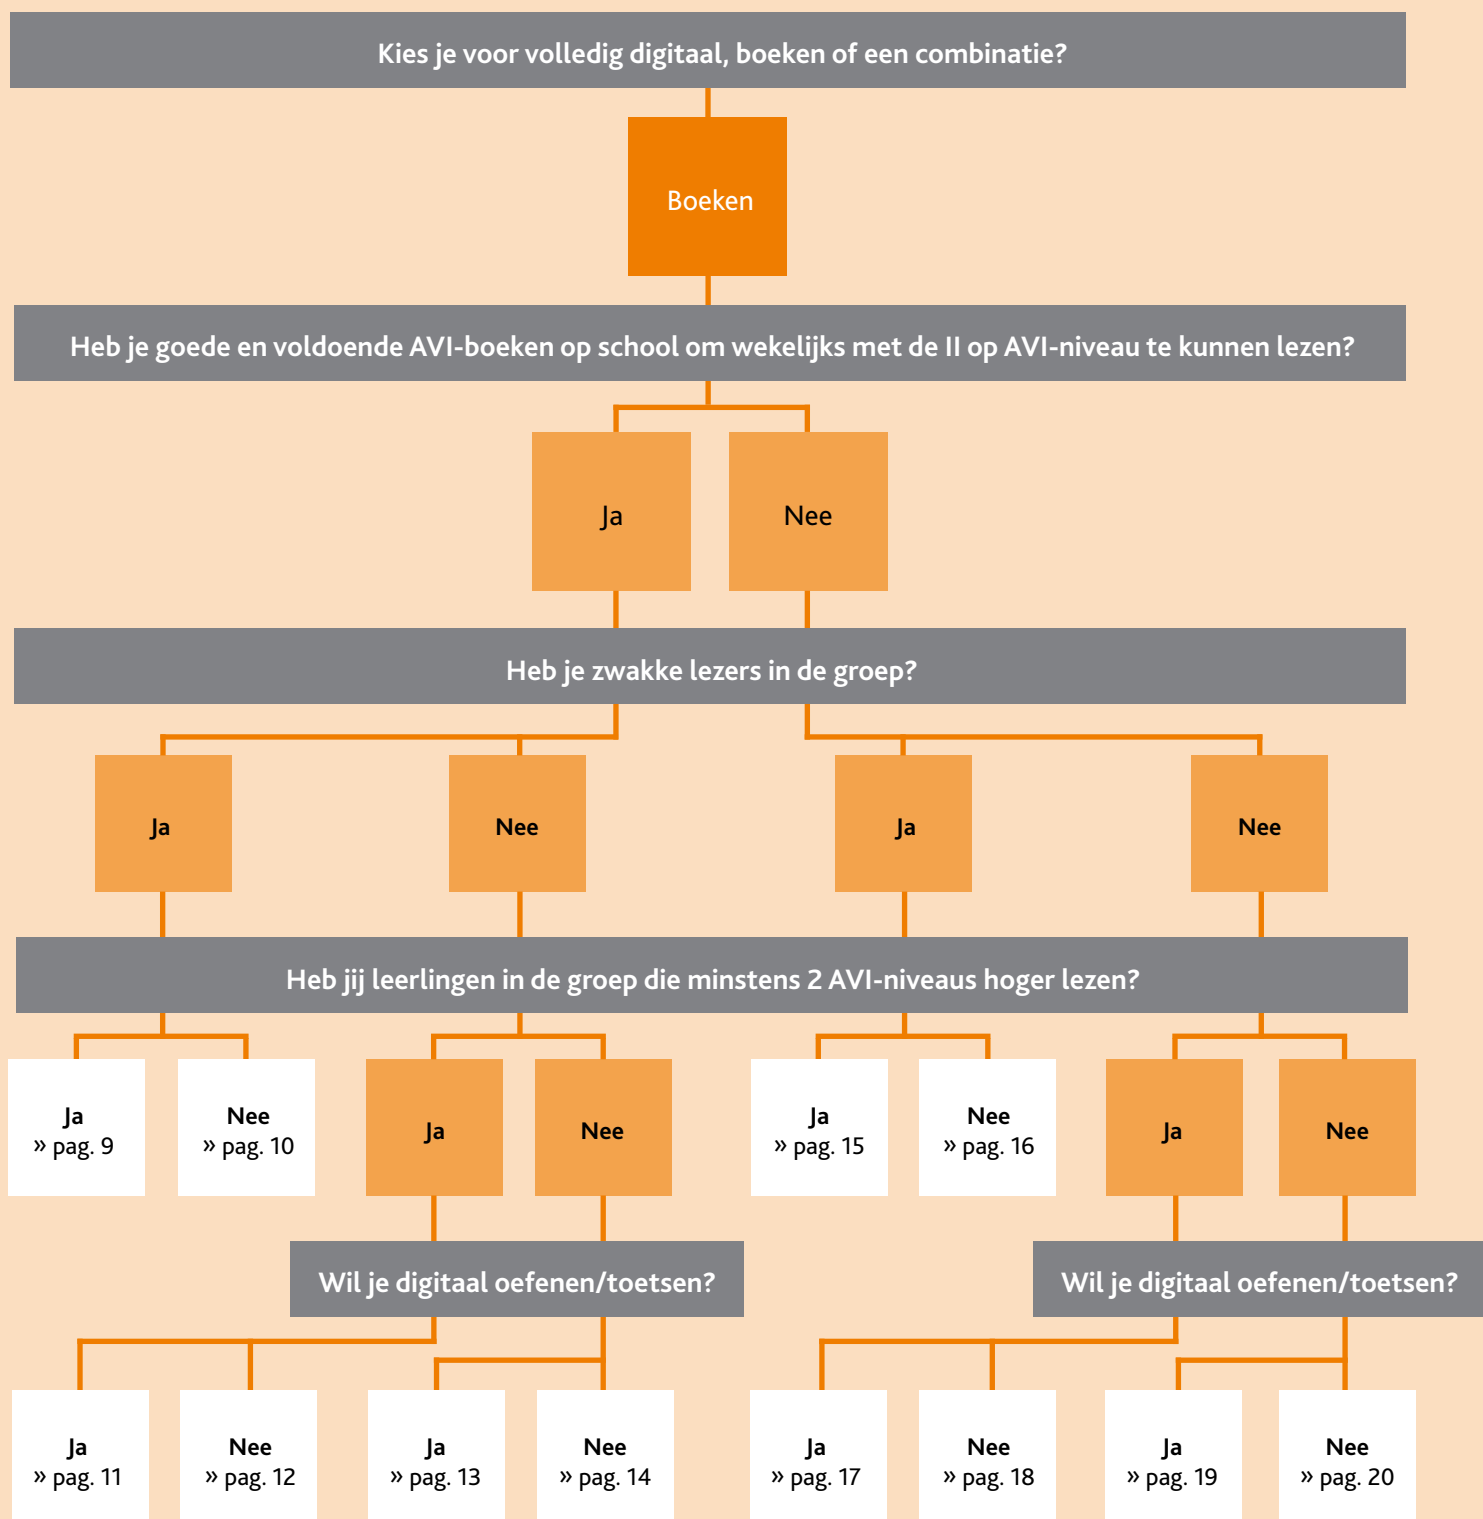 Kies je voor volledig digitaal, boeken of een combinatie?
Boeken
Heb je goede en voldoende AVI-boeken op school om wekelijks met de II op AVI-niveau te kunnen lezen?
Ja
Nee
Heb je zwakke lezers in de groep?
Ja
Nee
Ja
Nee
Heb jij leerlingen in de groep die minstens 2 AVI-niveaus hoger lezen?
Ja
» pag. 9
Nee
» pag. 10
Ja
Nee
Ja
» pag. 15
Nee
» pag. 16
Ja
Nee
Wil je digitaal oefenen/toetsen?
Wil je digitaal oefenen/toetsen?
Ja
» pag. 11
Nee
» pag. 12
Ja
» pag. 13
Nee
» pag. 14
Ja
» pag. 17
Nee
» pag. 18
Ja
» pag. 19
Nee
» pag. 20